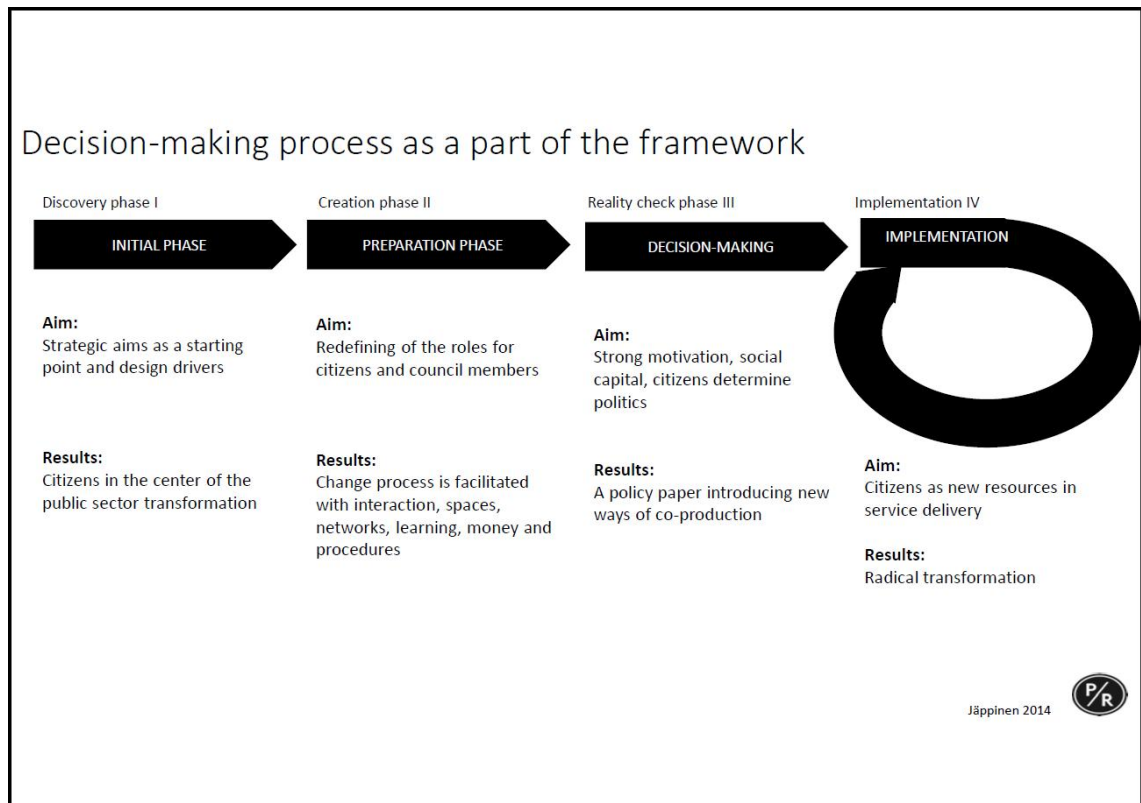 Decision-making process as a part of the framework
Discovery phase I
INITIAL PHASE
Aim:
Strategic aims as a starting
point and design drivers
Results:
Citizens in the center of the
public sector transformation
Creation phase II
PREPARATION PHASE
Aim:
Redefining of the roles for
citizens and council members
Results:
Change process is facilitated
with interaction, spaces,
networks, learning, money and
procedures
Reality check phase III
DECISION-MAKING
Aim:
Strong motivation, social
capital, citizens determine
politics
Results:
A policy paper introducing new
ways of co-production
Implementation IV
IMPLEMENTATION
Aim:
Citizens as new resources in
service delivery
Results:
Radical transformation
Jäppinen 2014
P/R